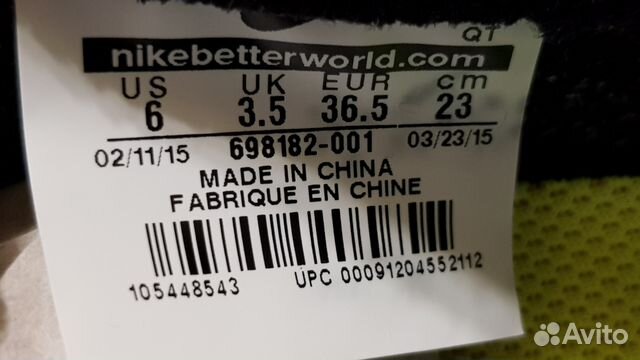 QT
nikebetterworld.com
US UK EUR cm
6 3.5 36.5 23
02/11/15 698182-001 03/23/15
MADE IN CHINA
FABRIQUE EN CHINE
105448543 UPC 00091204552112
Avito